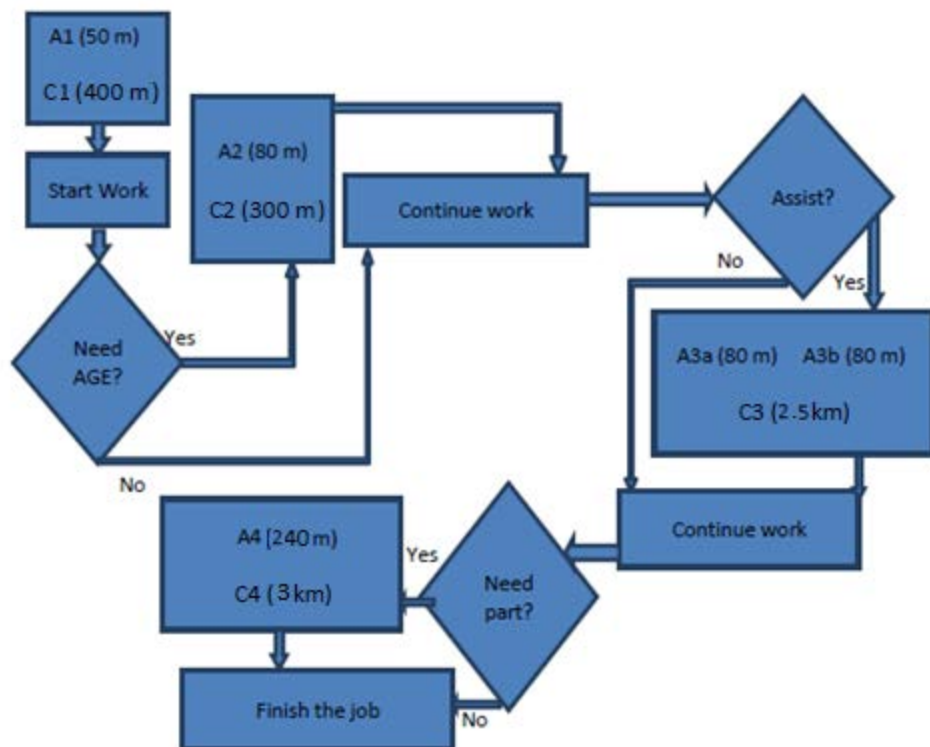 A1 (50 m)
C1 (400 m)
Start Work
Need
AGE?
Yes
No
A2 (80 m)
C2 (300 m)
Continue work
Assist?
No
Yes
A3a (80 m) A3b (80 m)
C3 (2.5km)
Continue work
Need
part?
Yes
No
A4 (240 m)
C4 (3 km)
Finish the job